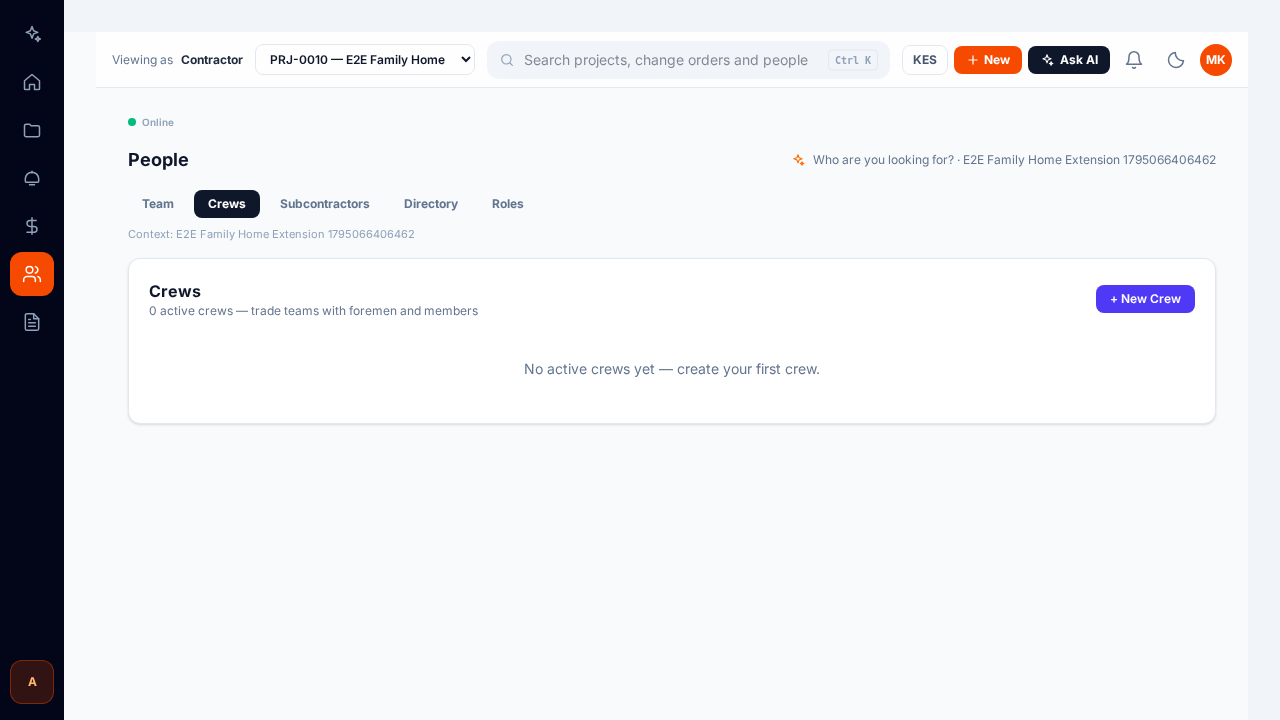 Viewing as Contractor PRJ-0010 — E2E Family Home Search projects, change orders and people Ctrl K KES + New Ask AI MK
Online
People
Who are you looking for? · E2E Family Home Extension 1795066406462
Team Crews Subcontractors Directory Roles
Context: E2E Family Home Extension 1795066406462
Crews
0 active crews — trade teams with foremen and members
+ New Crew
No active crews yet — create your first crew.
A